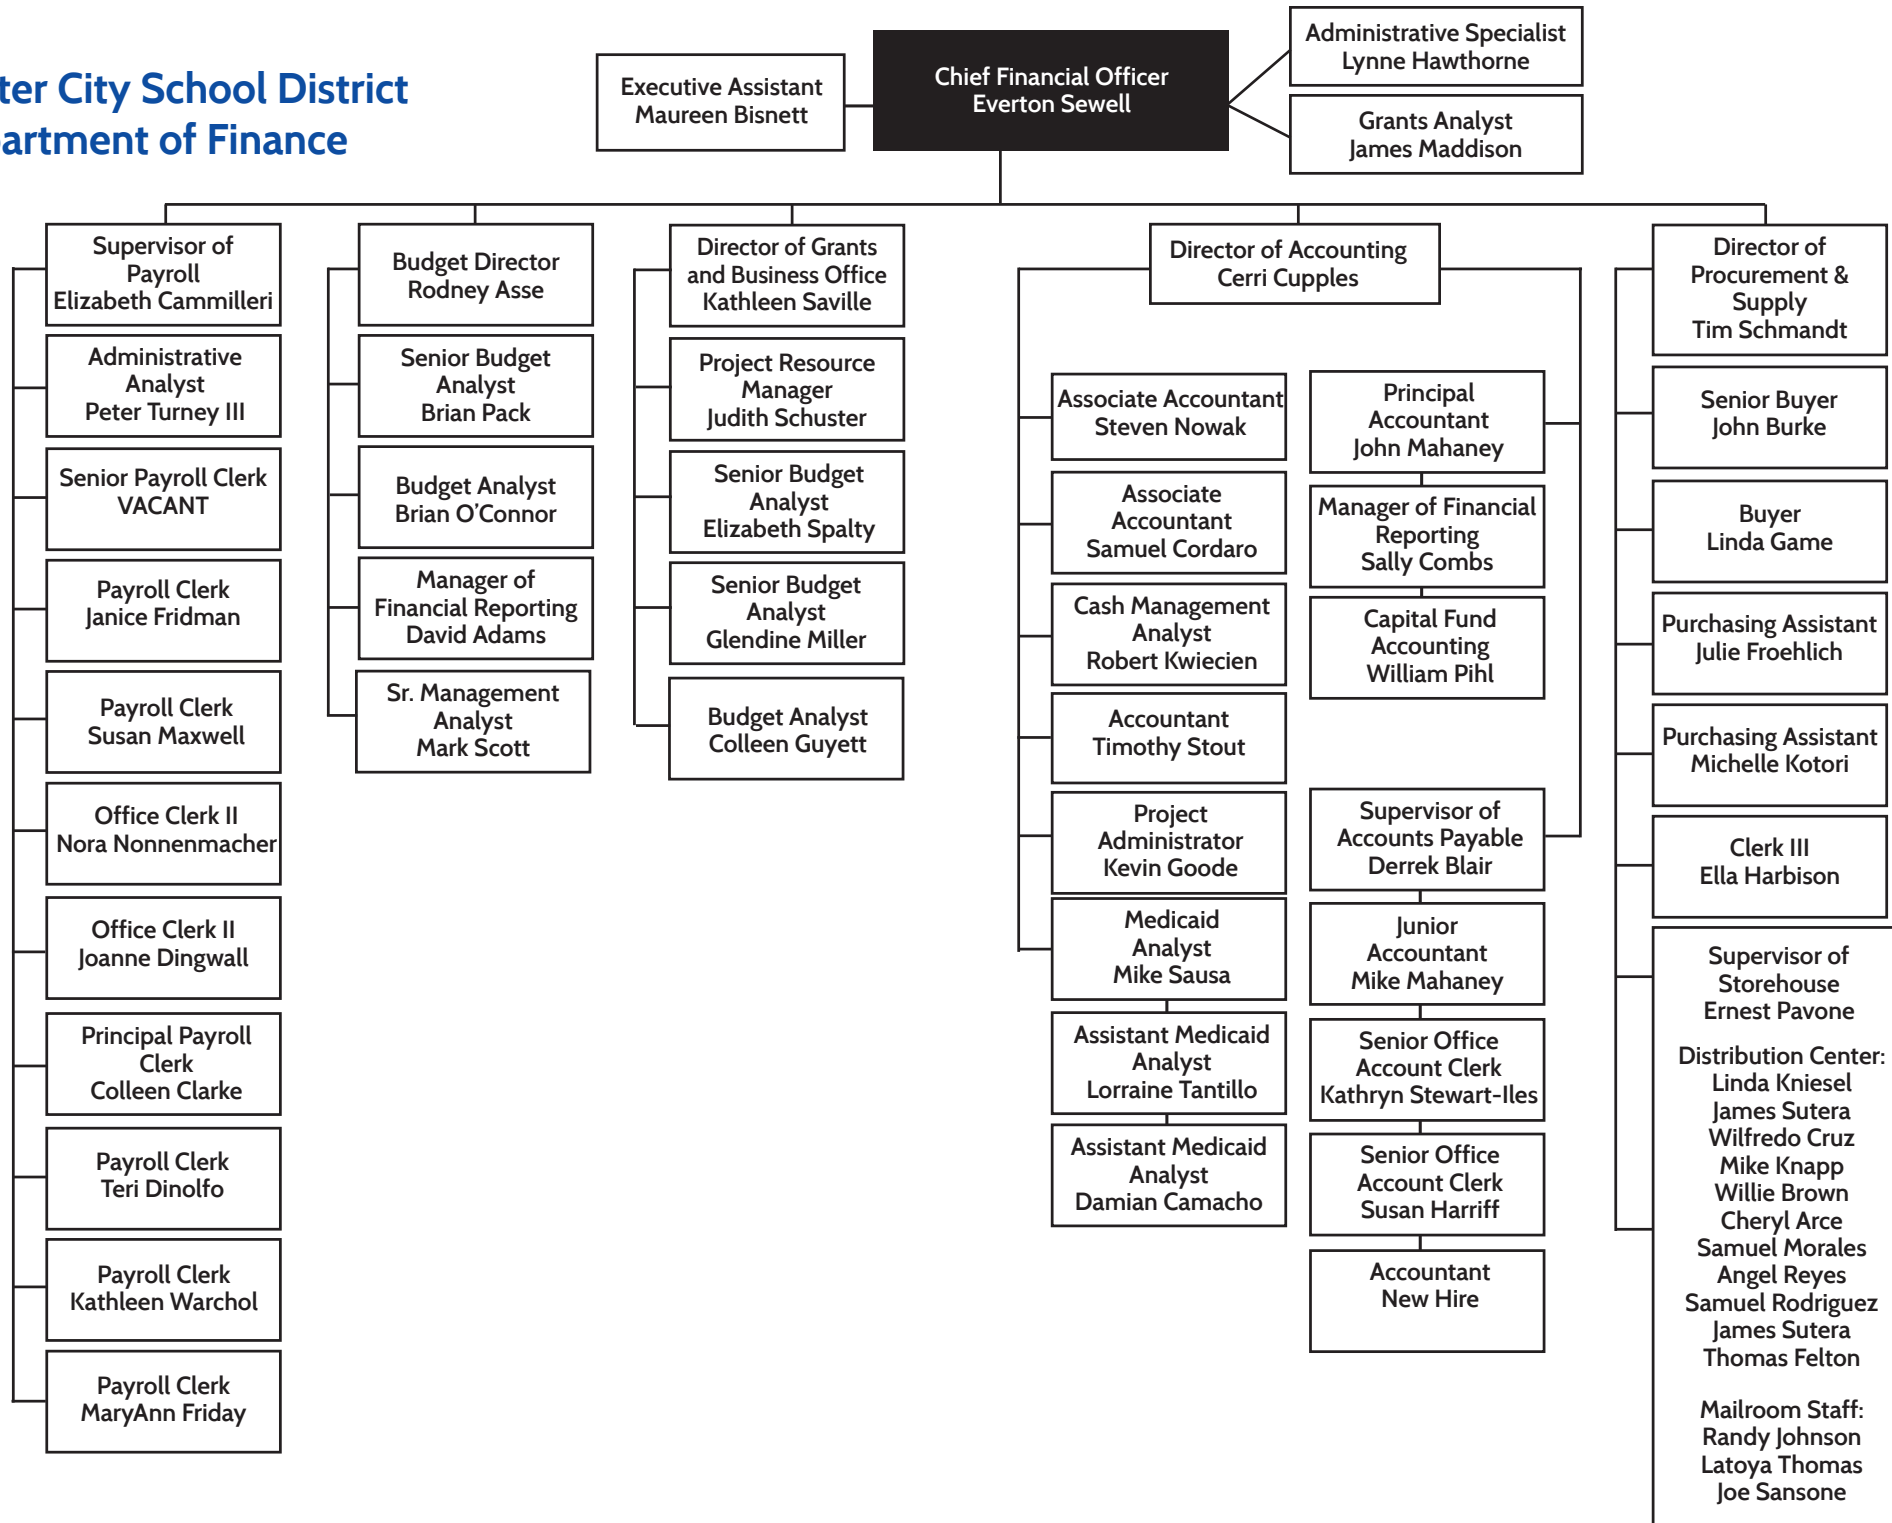 ter City School District
artment of Finance
Executive Assistant
Maureen Bisnett
Chief Financial Officer
Everton Sewell
Administrative Specialist
Lynne Hawthorne
Grants Analyst
James Maddison
Supervisor of
Payroll
Elizabeth Cammilleri
Administrative
Analyst
Peter Turney III
Senior Payroll Clerk
VACANT
Payroll Clerk
Janice Fridman
Payroll Clerk
Susan Maxwell
Office Clerk II
Nora Nonnenmacher
Office Clerk II
Joanne Dingwall
Principal Payroll
Clerk
Colleen Clarke
Payroll Clerk
Teri Dinolfo
Payroll Clerk
Kathleen Warchol
Payroll Clerk
MaryAnn Friday
Budget Director
Rodney Asse
Senior Budget
Analyst
Brian Pack
Budget Analyst
Brian O’Connor
Manager of
Financial Reporting
David Adams
Sr. Management
Analyst
Mark Scott
Director of Grants
and Business Office
Kathleen Saville
Project Resource
Manager
Judith Schuster
Senior Budget
Analyst
Elizabeth Spalty
Senior Budget
Analyst
Glendine Miller
Budget Analyst
Colleen Guyett
Director of Accounting
Cerri Cupples
Associate Accountant
Steven Nowak
Associate
Accountant
Samuel Cordaro
Cash Management
Analyst
Robert Kwiecien
Accountant
Timothy Stout
Project
Administrator
Kevin Goode
Medicaid
Analyst
Mike Sausa
Assistant Medicaid
Analyst
Lorraine Tantillo
Assistant Medicaid
Analyst
Damian Camacho
Principal
Accountant
John Mahaney
Manager of Financial
Reporting
Sally Combs
Capital Fund
Accounting
William Pihl
Supervisor of
Accounts Payable
Derrek Blair
Junior
Accountant
Mike Mahaney
Senior Office
Account Clerk
Kathryn Stewart-Iles
Senior Office
Account Clerk
Susan Harriff
Accountant
New Hire
Director of
Procurement &
Supply
Tim Schmandt
Senior Buyer
John Burke
Buyer
Linda Game
Purchasing Assistant
Julie Froehlich
Purchasing Assistant
Michelle Kotori
Clerk III
Ella Harbison
Supervisor of
Storehouse
Ernest Pavone
Distribution Center:
Linda Kniesel
James Sutera
Wilfredo Cruz
Mike Knapp
Willie Brown
Cheryl Arce
Samuel Morales
Angel Reyes
Samuel Rodriguez
James Sutera
Thomas Felton
Mailroom Staff:
Randy Johnson
Latoya Thomas
Joe Sansone